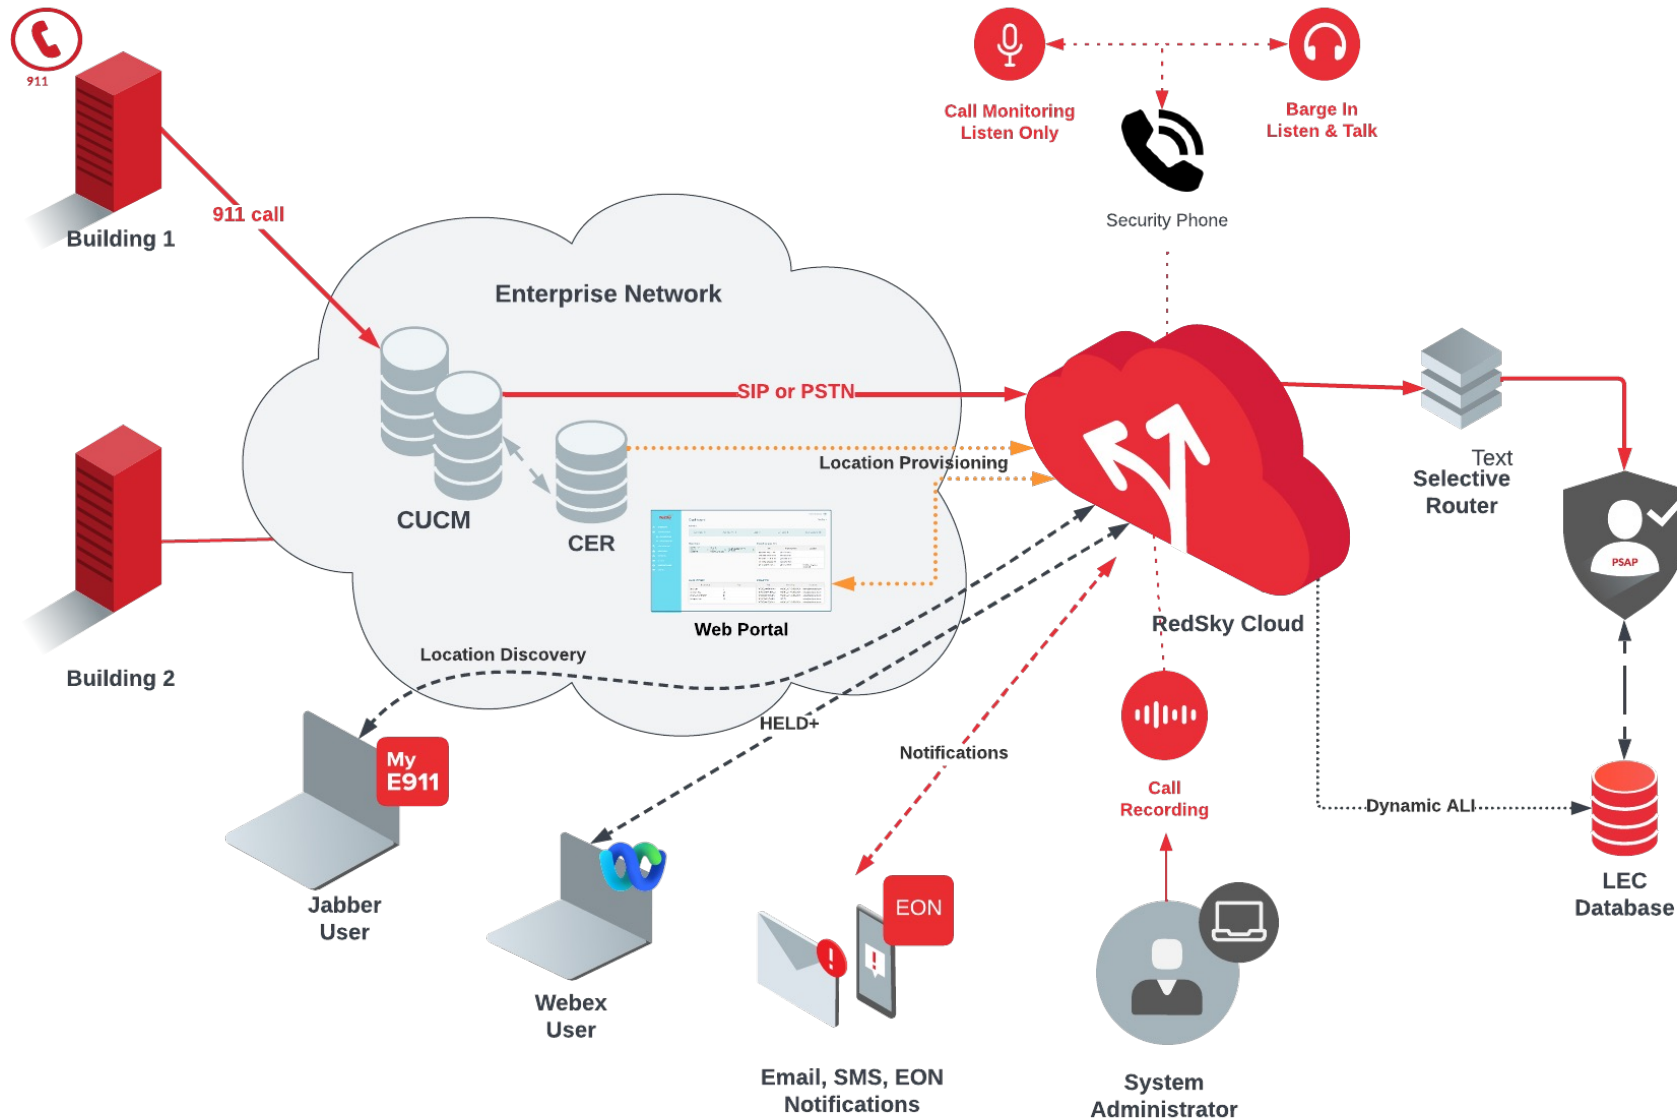 911
Building 1
911 call
Call Monitoring
Listen Only
Barge In
Listen & Talk
Security Phone
Enterprise Network
SIP or PSTN
CUCM
CER
Location Provisioning
Web Portal
Text
Selective
Router
PSAP
RedSky Cloud
Building 2
Location Discovery
HELD+
Notifications
My
E911
Jabber
User
Webex
User
EON
Email, SMS, EON
Notifications
Call
Recording
System
Administrator
Dynamic ALI
LEC
Database